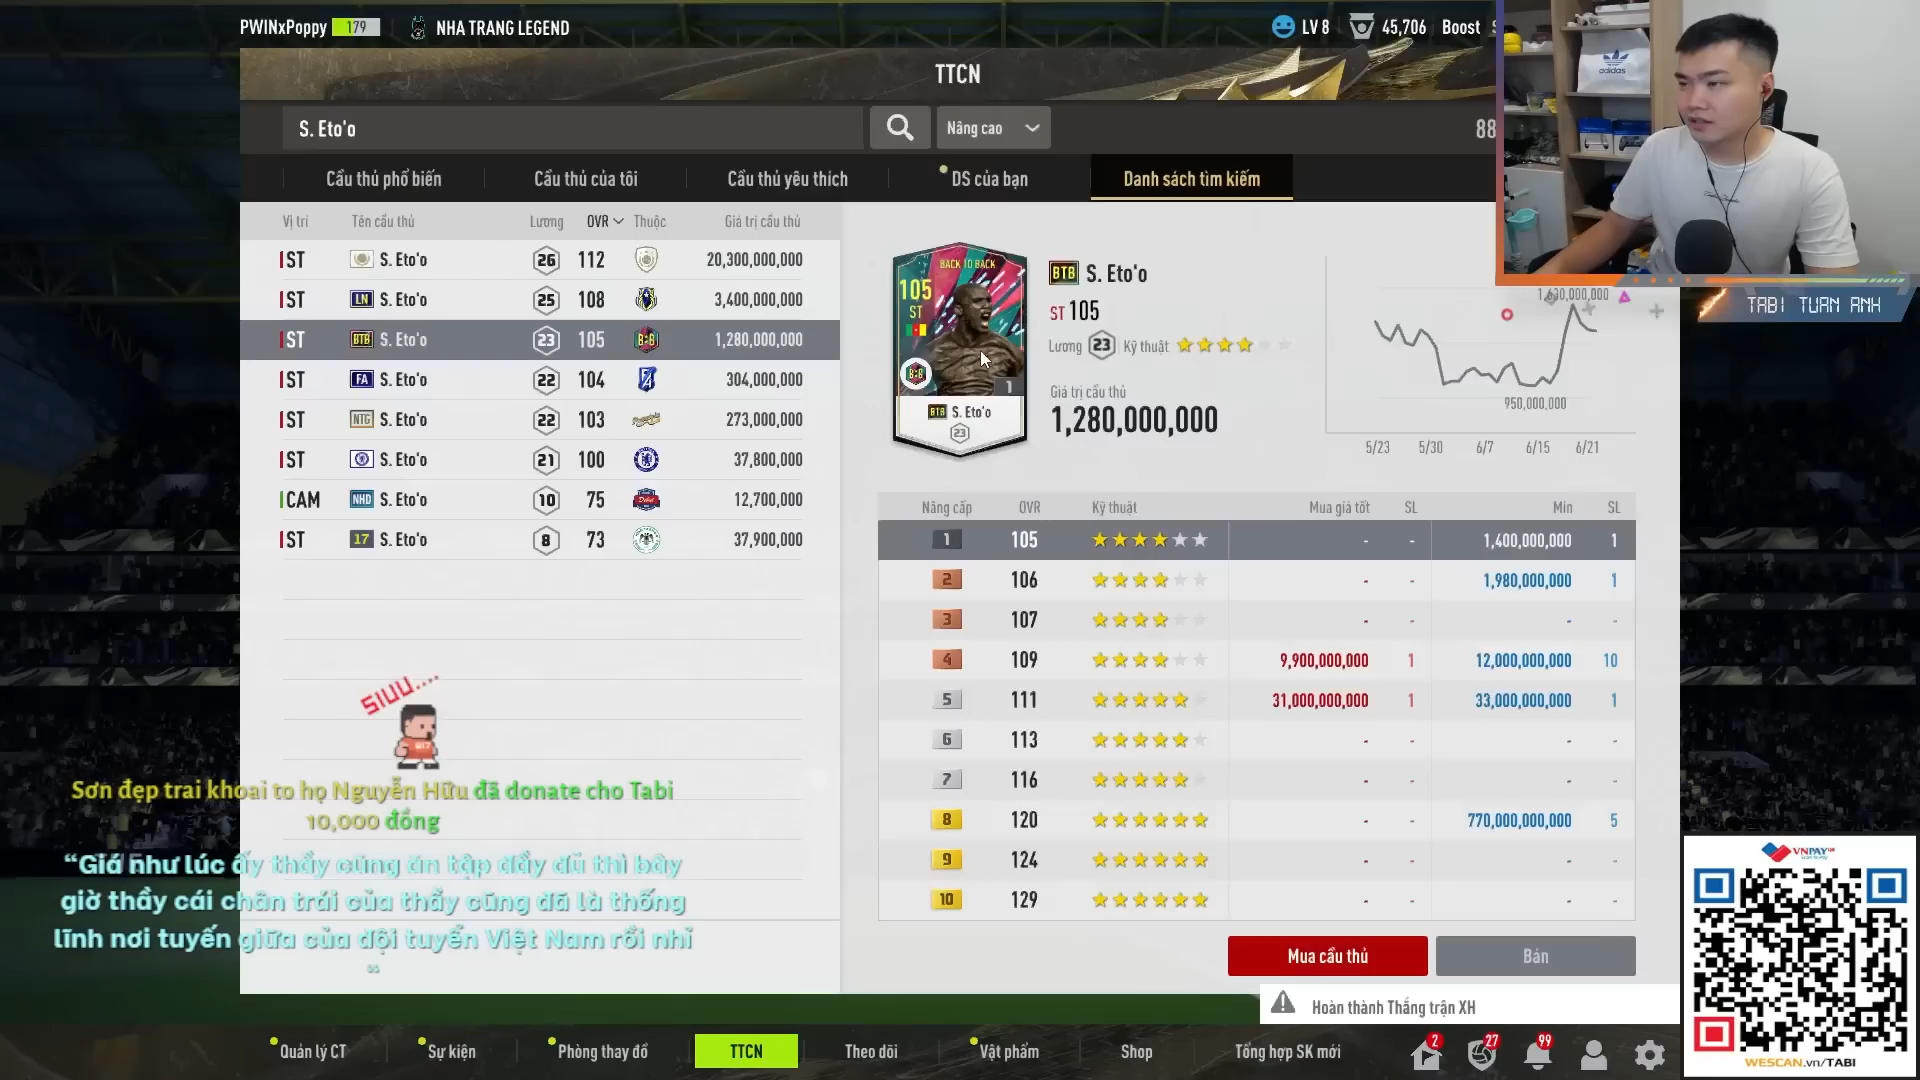 PWINxPoppy 179 NHA TRANG LEGEND LV 8 45,706 Boost
TTCN
S. Eto'o Nâng cao 88
Cầu thủ phổ biến Cầu thủ của tôi Cầu thủ yêu thích DS của bạn Danh sách tìm kiếm
adidas
TABI TUAN ANH
Vị trí Tên cầu thủ Lương OVR Thuộc Giá trị cầu thủ
ST S. Eto'o 26 112 20,300,000,000
ST LN S. Eto'o 25 108 3,400,000,000
ST BTB S. Eto'o 23 105 1,280,000,000
ST FA S. Eto'o 22 104 304,000,000
ST NTG S. Eto'o 22 103 273,000,000
ST S. Eto'o 21 100 37,800,000
CAM NHD S. Eto'o 10 75 12,700,000
ST 17 S. Eto'o 8 73 37,900,000
BACK TO BACK
105
ST
1
BTB S. Eto'o
23
BTB S. Eto'o
ST 105
Lương 23 Kỹ thuật
Giá trị cầu thủ
1,280,000,000
1,630,000,000
950,000,000
5/23 5/30 6/7 6/15 6/21
Nâng cấp OVR Kỹ thuật Mua giá tốt SL Min SL
1 105 - - 1,400,000,000 1
2 106 - - 1,980,000,000 1
3 107 - - - -
4 109 9,900,000,000 1 12,000,000,000 10
5 111 31,000,000,000 1 33,000,000,000 1
6 113 - - - -
7 116 - - - -
8 120 - - 770,000,000,000 5
9 124 - - - -
10 129 - - - -
Mua cầu thủ Bán
SIUU....
Sơn đẹp trai khoai to họ Nguyễn Hữu đã donate cho Tabi
10,000 đồng
“Giá như lúc ấy thầy cũng ăn tập đầy đủ thì bây
giờ thầy cái chân trái của thầy cũng đã là thống
lĩnh nơi tuyến giữa của đội tuyển Việt Nam rồi nhỉ
“
Hoàn thành Thắng trận XH
Quản lý CT Sự kiện Phòng thay đồ TTCN Theo dõi Vật phẩm Shop Tổng hợp SK mới 2 27 99
VNPAY
WESCAN.vn/TABI